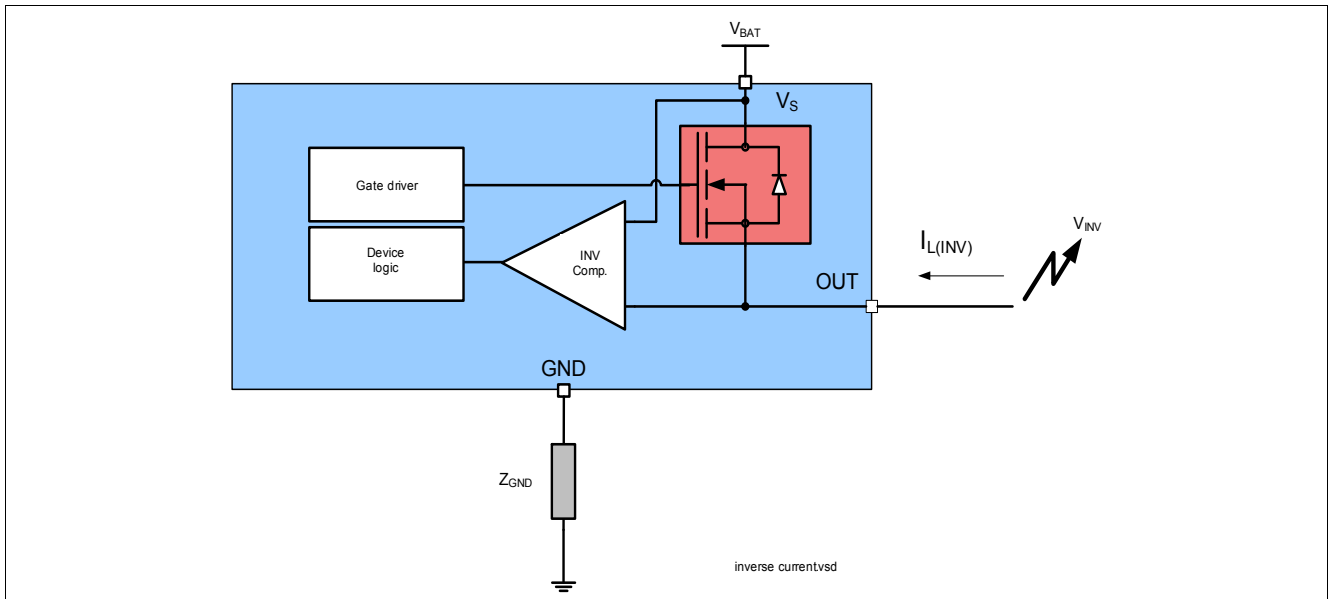 VBAT
VS
Gate driver
Device
logic
INV
Comp.
IL(INV)
VINV
OUT
GND
ZGND
inverse current.vsd